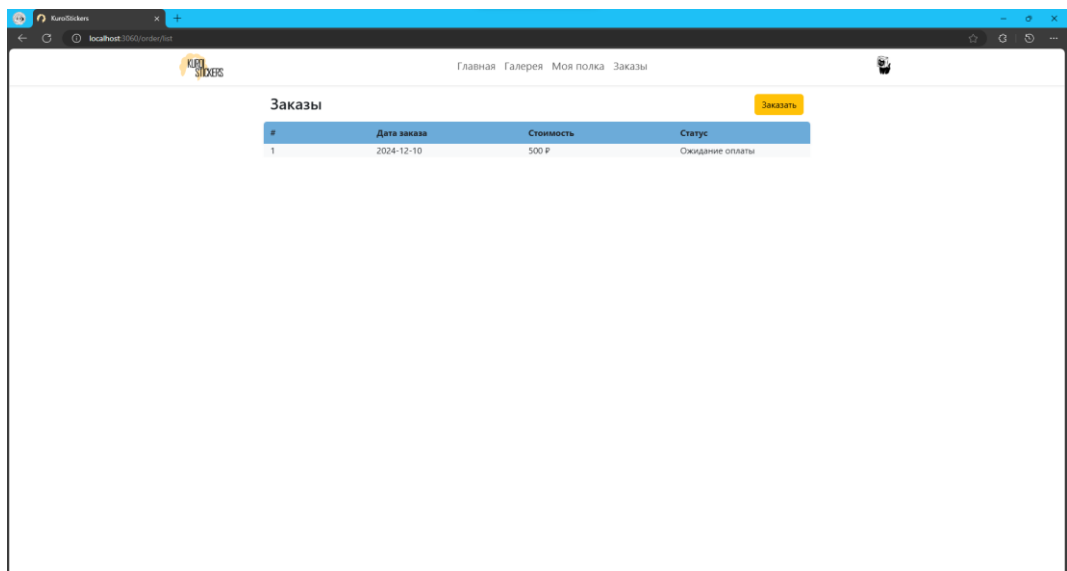 KuroStickers
localhost:3060/order/list
KURO
STICKERS
Главная Галерея Моя полка Заказы
Заказы
Заказать
# Дата заказа Стоимость Статус
1 2024-12-10 500 ₽ Ожидание оплаты